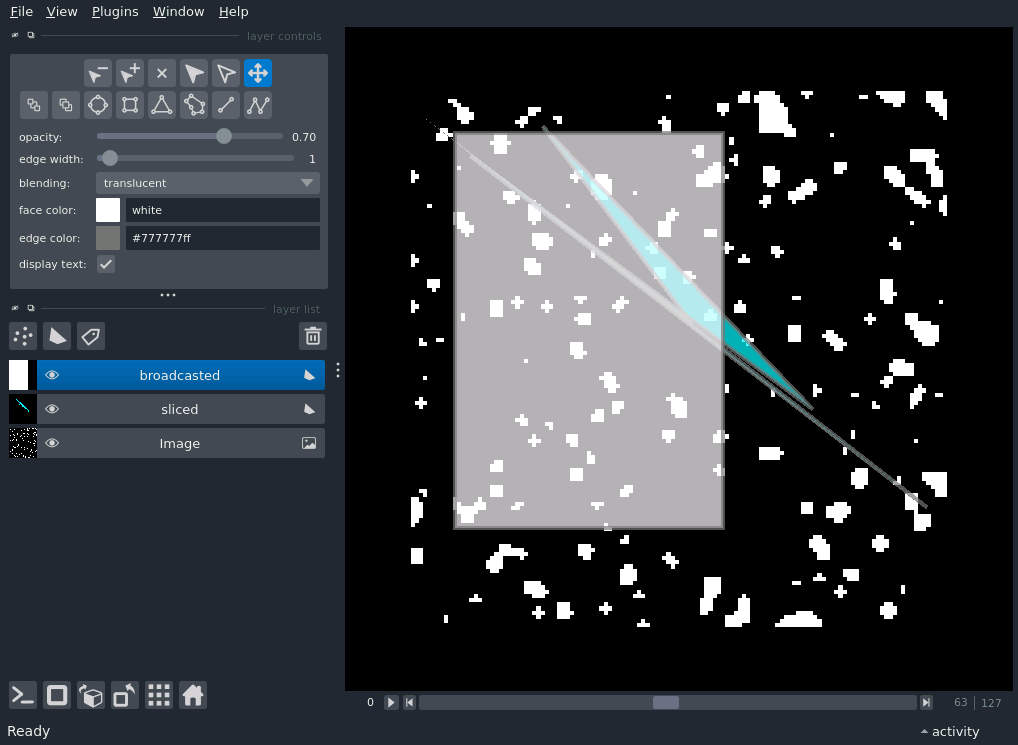 File View Plugins Window Help
layer controls
opacity: 0.70
edge width: 1
blending: translucent
face color: white
edge color: #777777ff
display text:
layer list
broadcasted
sliced
Image
0 63 127
Ready activity